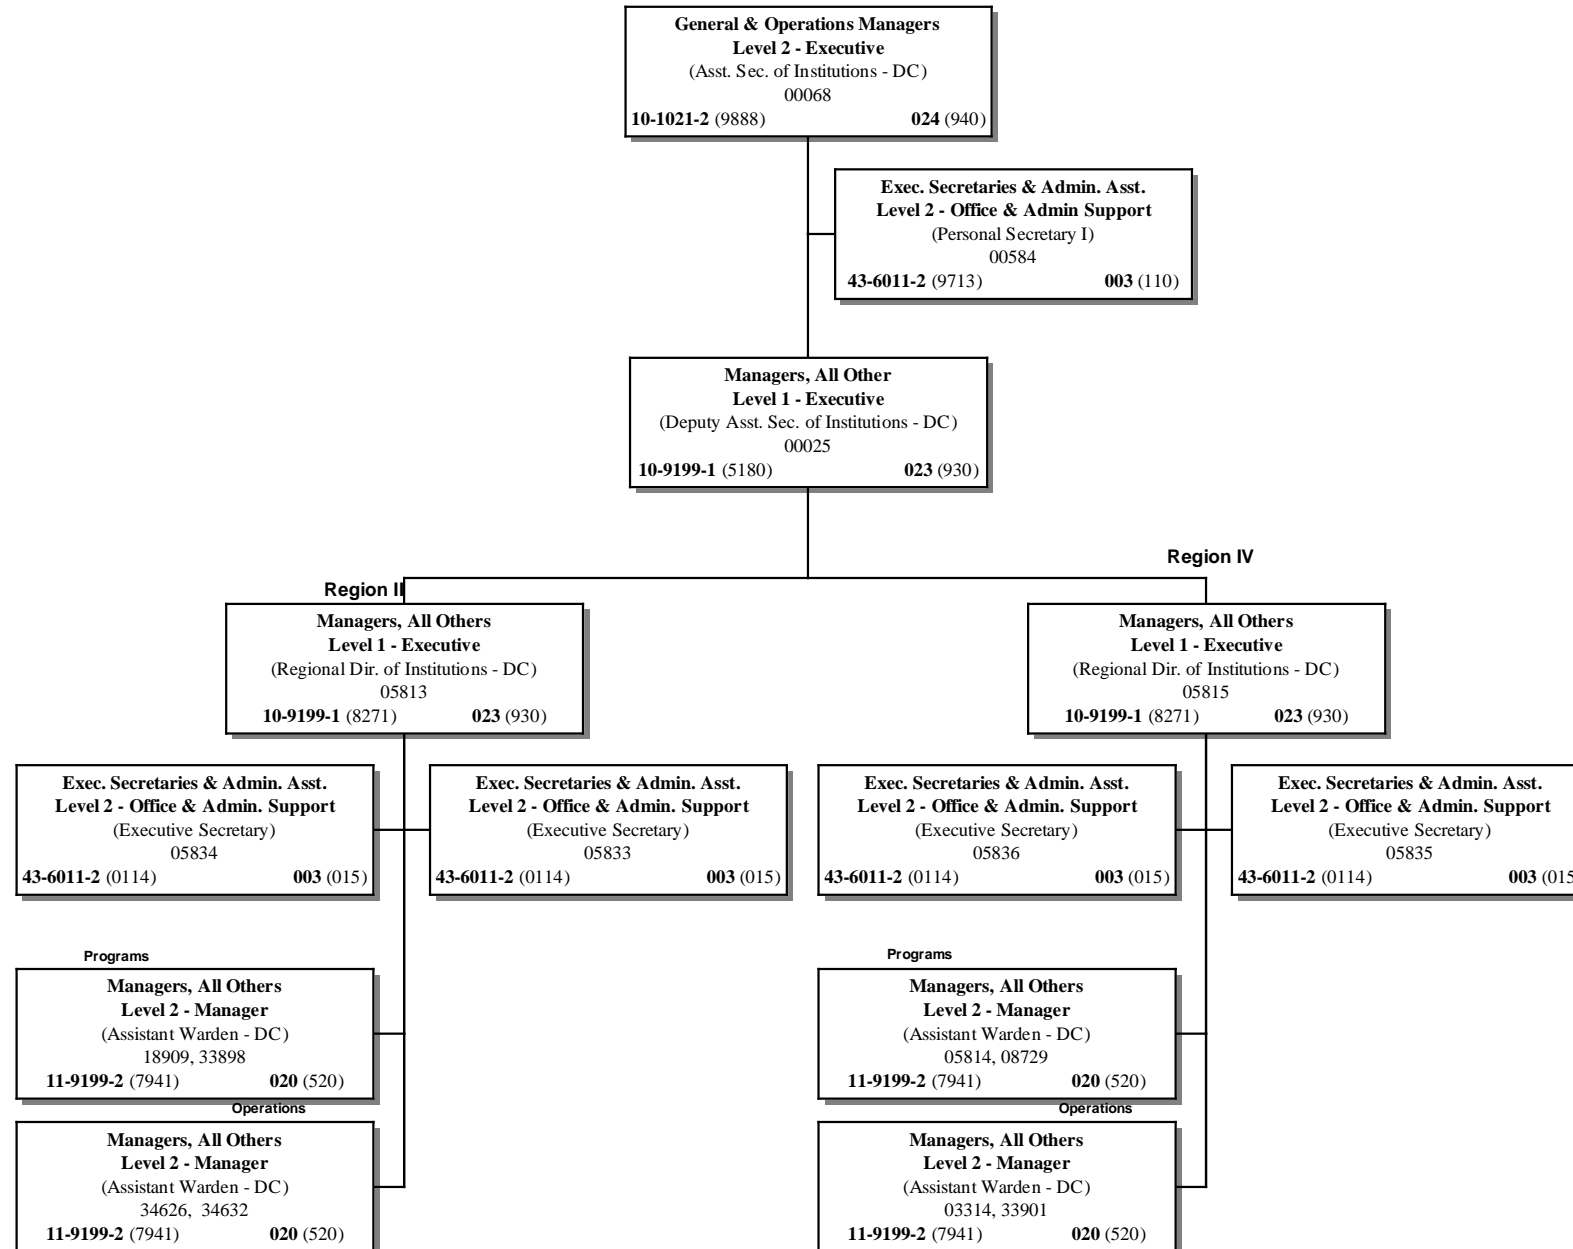 General & Operations Managers
Level 2 - Executive
(Asst. Sec. of Institutions - DC)
00068
10-1021-2 (9888) 024 (940)
Exec. Secretaries & Admin. Asst.
Level 2 - Office & Admin Support
(Personal Secretary I)
00584
43-6011-2 (9713) 003 (110)
Managers, All Other
Level 1 - Executive
(Deputy Asst. Sec. of Institutions - DC)
00025
10-9199-1 (5180) 023 (930)
Region II
Managers, All Others
Level 1 - Executive
(Regional Dir. of Institutions - DC)
05813
10-9199-1 (8271) 023 (930)
Exec. Secretaries & Admin. Asst.
Level 2 - Office & Admin. Support
(Executive Secretary)
05834
43-6011-2 (0114) 003 (015)
Exec. Secretaries & Admin. Asst.
Level 2 - Office & Admin. Support
(Executive Secretary)
05833
43-6011-2 (0114) 003 (015)
Programs
Managers, All Others
Level 2 - Manager
(Assistant Warden - DC)
18909, 33898
11-9199-2 (7941) 020 (520)
Operations
Managers, All Others
Level 2 - Manager
(Assistant Warden - DC)
34626, 34632
11-9199-2 (7941) 020 (520)
Region IV
Managers, All Others
Level 1 - Executive
(Regional Dir. of Institutions - DC)
05815
10-9199-1 (8271) 023 (930)
Exec. Secretaries & Admin. Asst.
Level 2 - Office & Admin. Support
(Executive Secretary)
05836
43-6011-2 (0114) 003 (015)
Exec. Secretaries & Admin. Asst.
Level 2 - Office & Admin. Support
(Executive Secretary)
05835
43-6011-2 (0114) 003 (015
Programs
Managers, All Others
Level 2 - Manager
(Assistant Warden - DC)
05814, 08729
11-9199-2 (7941) 020 (520)
Operations
Managers, All Others
Level 2 - Manager
(Assistant Warden - DC)
03314, 33901
11-9199-2 (7941) 020 (520)